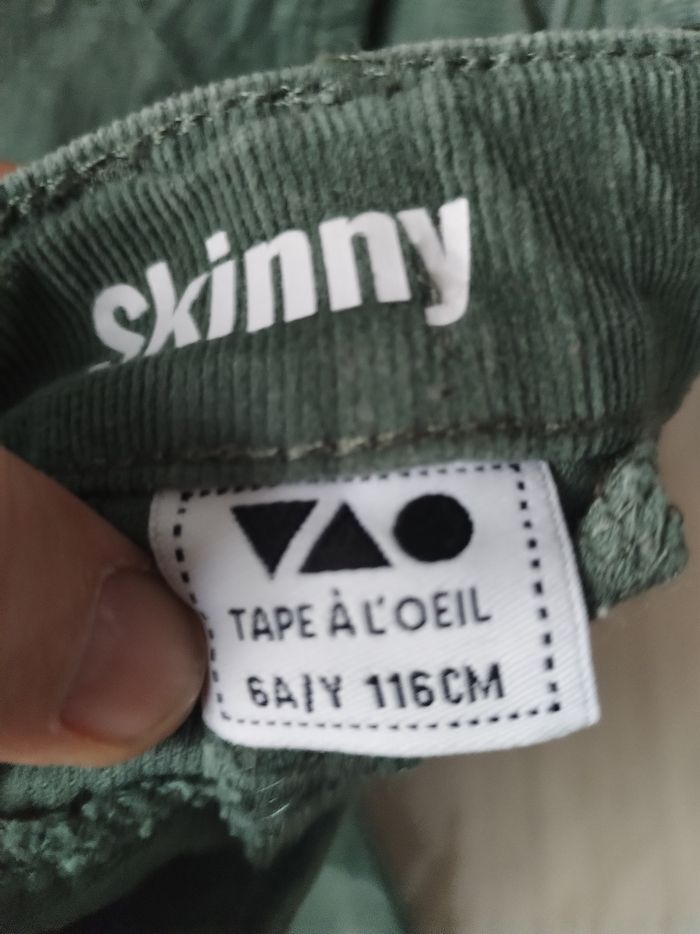 skinny
TAPE À L'OEIL
6A/Y 116CM